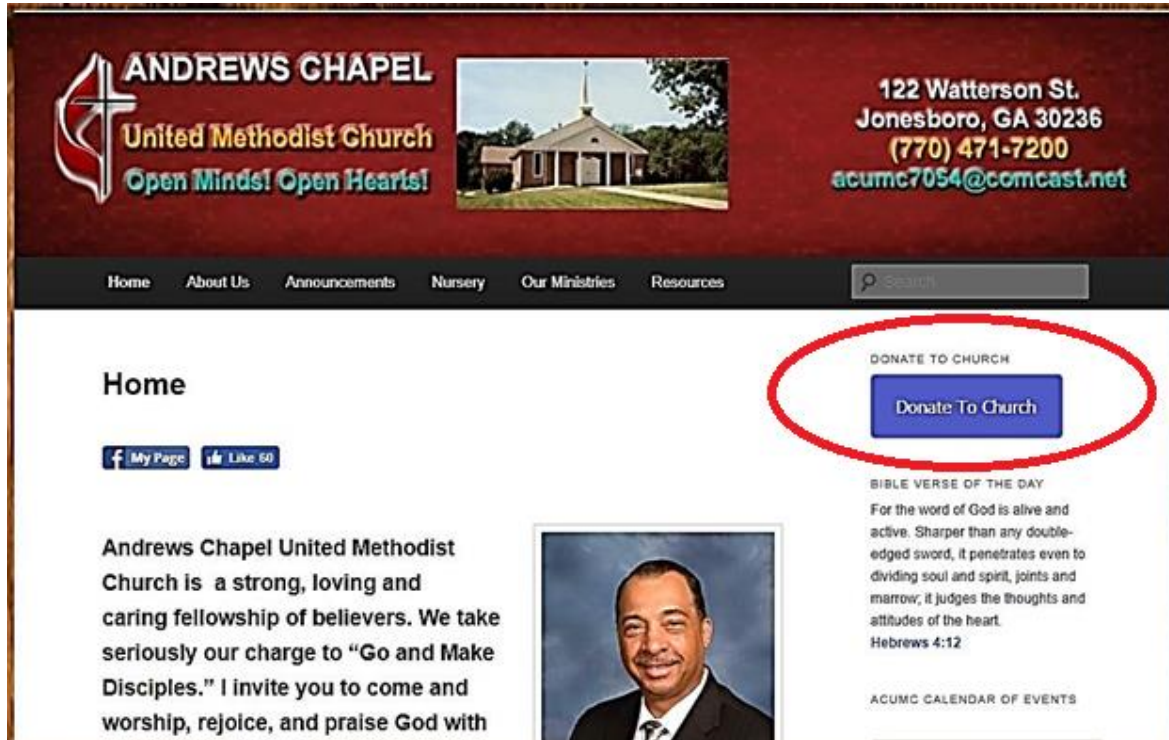 ANDREWS CHAPEL
United Methodist Church
Open Minds! Open Hearts!
122 Watterson St.
Jonesboro, GA 30236
(770) 471-7200
acumc7054@comcast.net
Home About Us Announcements Nursery Our Ministries Resources
Search
Home
My Page Like 60
Andrews Chapel United Methodist
Church is a strong, loving and
caring fellowship of believers. We take
seriously our charge to “Go and Make
Disciples.” I invite you to come and
worship, rejoice, and praise God with
DONATE TO CHURCH
Donate To Church
BIBLE VERSE OF THE DAY
For the word of God is alive and
active. Sharper than any double-
edged sword, it penetrates even to
dividing soul and spirit, joints and
marrow; it judges the thoughts and
attitudes of the heart.
Hebrews 4:12
ACUMC CALENDAR OF EVENTS